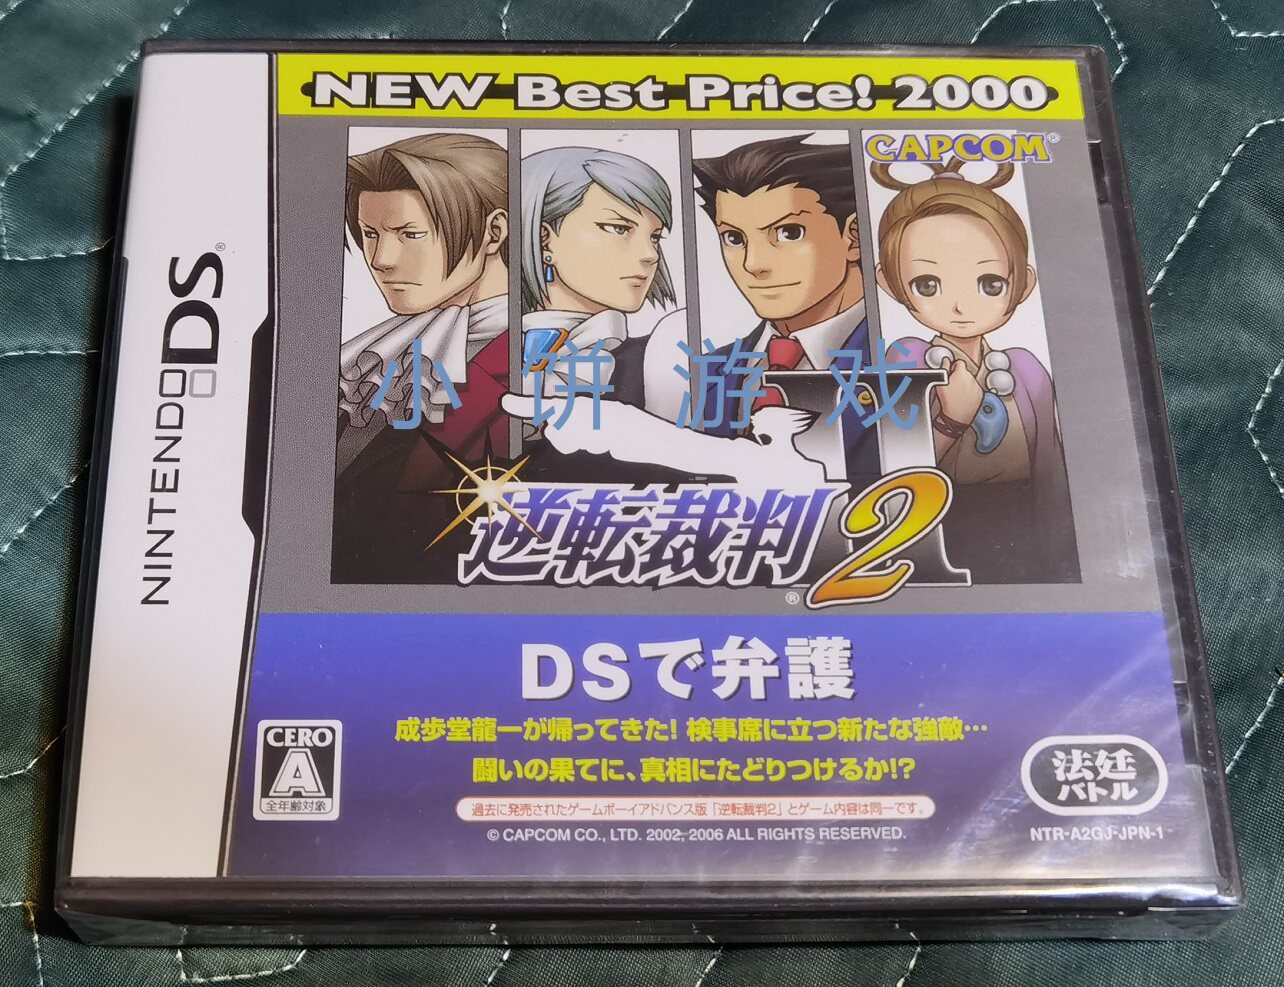 NEW Best Price! 2000
CAPCOM®
NINTENDO DS®
小饼游戏
II
逆転裁判2®
DSで弁護
成歩堂龍一が帰ってきた! 検事席に立つ新たな強敵…
闘いの果てに、真相にたどりつけるか!?
CERO
A
全年齢対象
法廷
バトル
過去に発売されたゲームボーイアドバンス版「逆転裁判2」とゲーム内容は同一です。
© CAPCOM CO., LTD. 2002, 2006 ALL RIGHTS RESERVED.
NTR-A2GJ-JPN-1